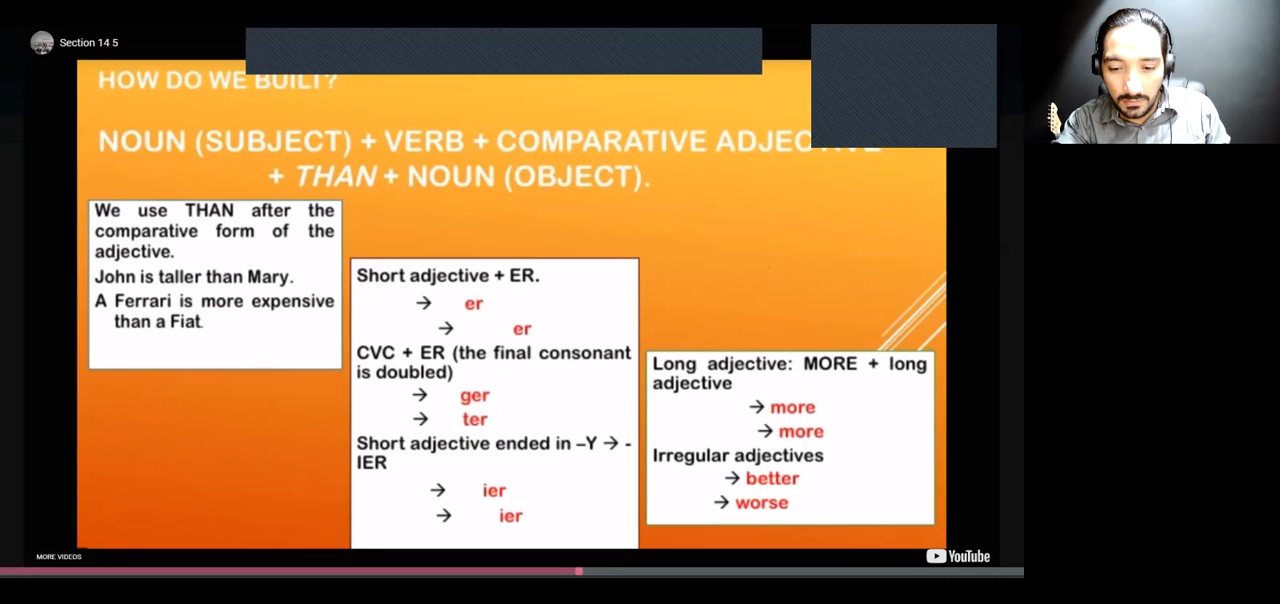 Section 14 5
HOW DO WE BUILT?
NOUN (SUBJECT) + VERB + COMPARATIVE
+ THAN + NOUN (OBJECT).
We use THAN after the
comparative form of the
adjective.
John is taller than Mary.
A Ferrari is more expensive
than a Fiat.
Short adjective + ER.
→ er
→ er
CVC + ER (the final consonant
is doubled)
→ ger
→ ter
Short adjective ended in –Y → -
IER
→ ier
→ ier
Long adjective: MORE + long
adjective
→ more
→ more
Irregular adjectives
→ better
→ worse
MORE VIDEOS
YouTube